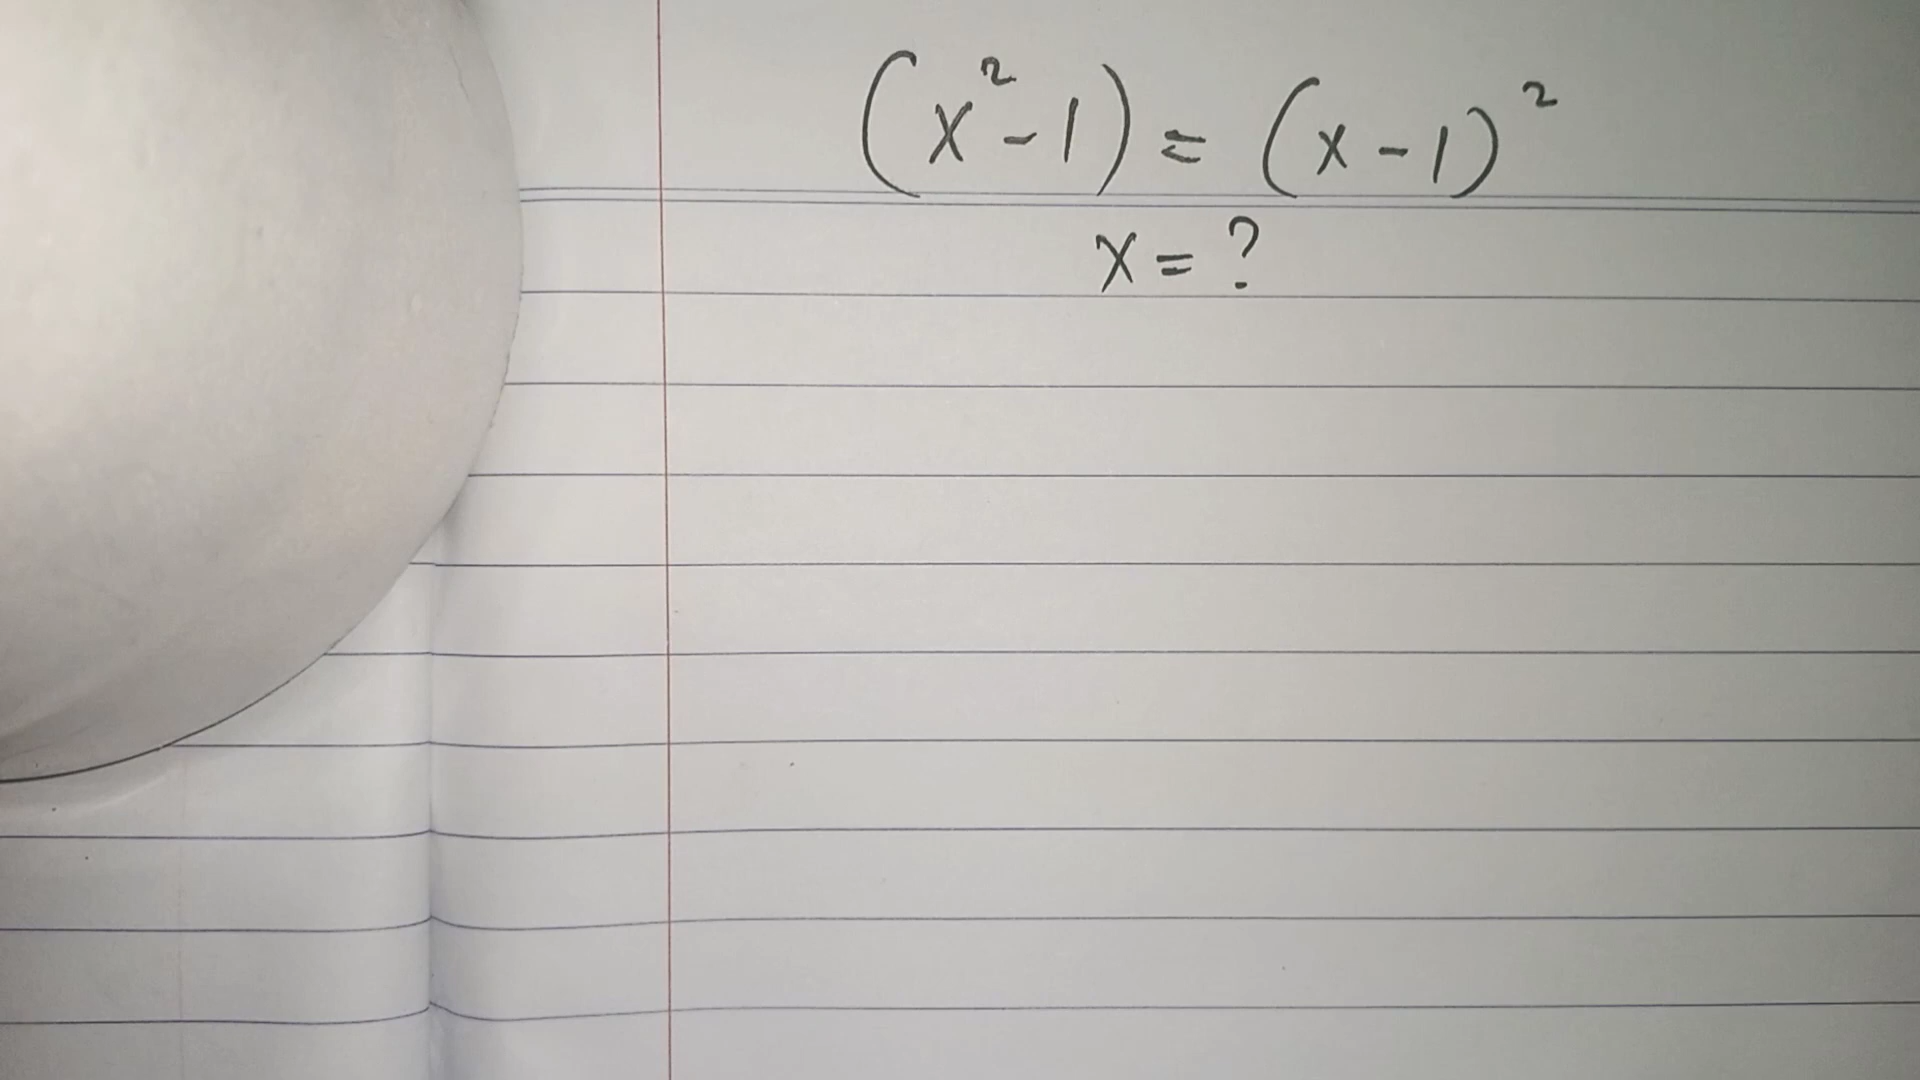 (x²-1) = (x-1)²
x = ?